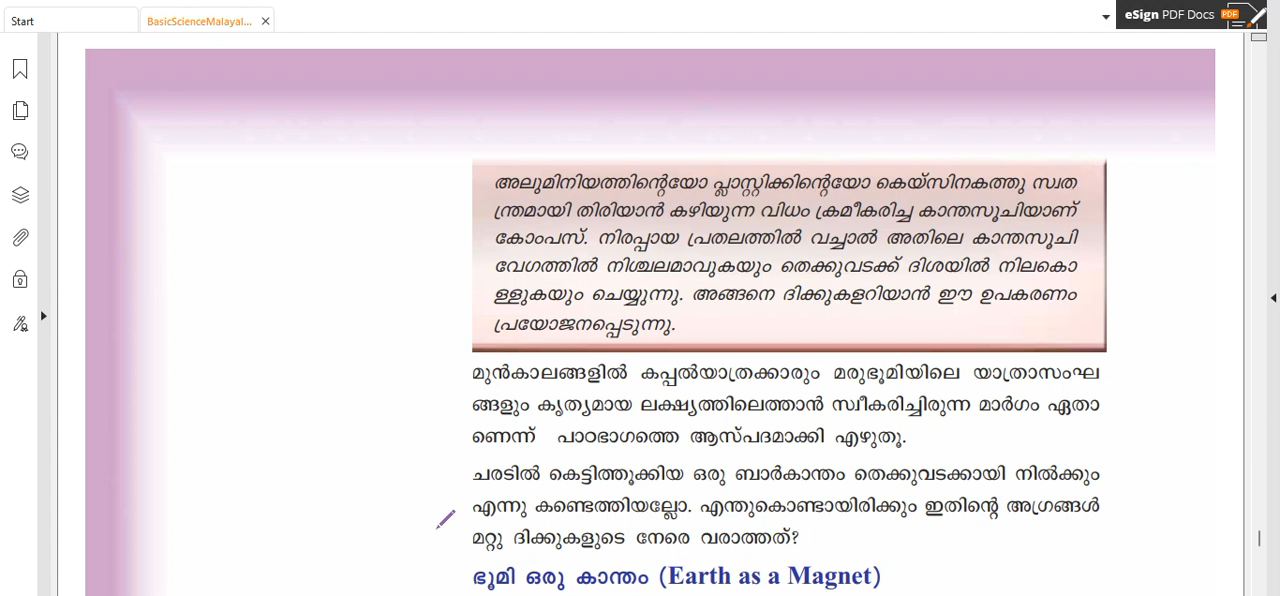 Start
BasicScienceMalayal...
eSign PDF Docs
PDF
അലുമിനിയത്തിന്റെയോ പ്ലാസ്റ്റിക്കിന്റെയോ കെയ്സിനകത്തു സ്വത
ന്ത്രമായി തിരിയാൻ കഴിയുന്ന വിധം ക്രമീകരിച്ച കാന്തസൂചിയാണ്
കോംപസ്. നിരപ്പായ പ്രതലത്തിൽ വച്ചാൽ അതിലെ കാന്തസൂചി
വേഗത്തിൽ നിശ്ചലമാവുകയും തെക്കുവടക്ക് ദിശയിൽ നിലകൊ
ള്ളുകയും ചെയ്യുന്നു. അങ്ങനെ ദിക്കുകളറിയാൻ ഈ ഉപകരണം
പ്രയോജനപ്പെടുന്നു.
മുൻകാലങ്ങളിൽ കപ്പൽയാത്രക്കാരും മരുഭൂമിയിലെ യാത്രാസംഘ
ങ്ങളും കൃത്യമായ ലക്ഷ്യത്തിലെത്താൻ സ്വീകരിച്ചിരുന്ന മാർഗം ഏതാ
ണെന്ന് പാഠഭാഗത്തെ ആസ്പദമാക്കി എഴുതൂ.
ചരടിൽ കെട്ടിത്തൂക്കിയ ഒരു ബാർകാന്തം തെക്കുവടക്കായി നിൽക്കും
എന്നു കണ്ടെത്തിയല്ലോ. എന്തുകൊണ്ടായിരിക്കും ഇതിന്റെ അഗ്രങ്ങൾ
മറ്റു ദിക്കുകളുടെ നേരെ വരാത്തത്?
ഭൂമി ഒരു കാന്തം (Earth as a Magnet)